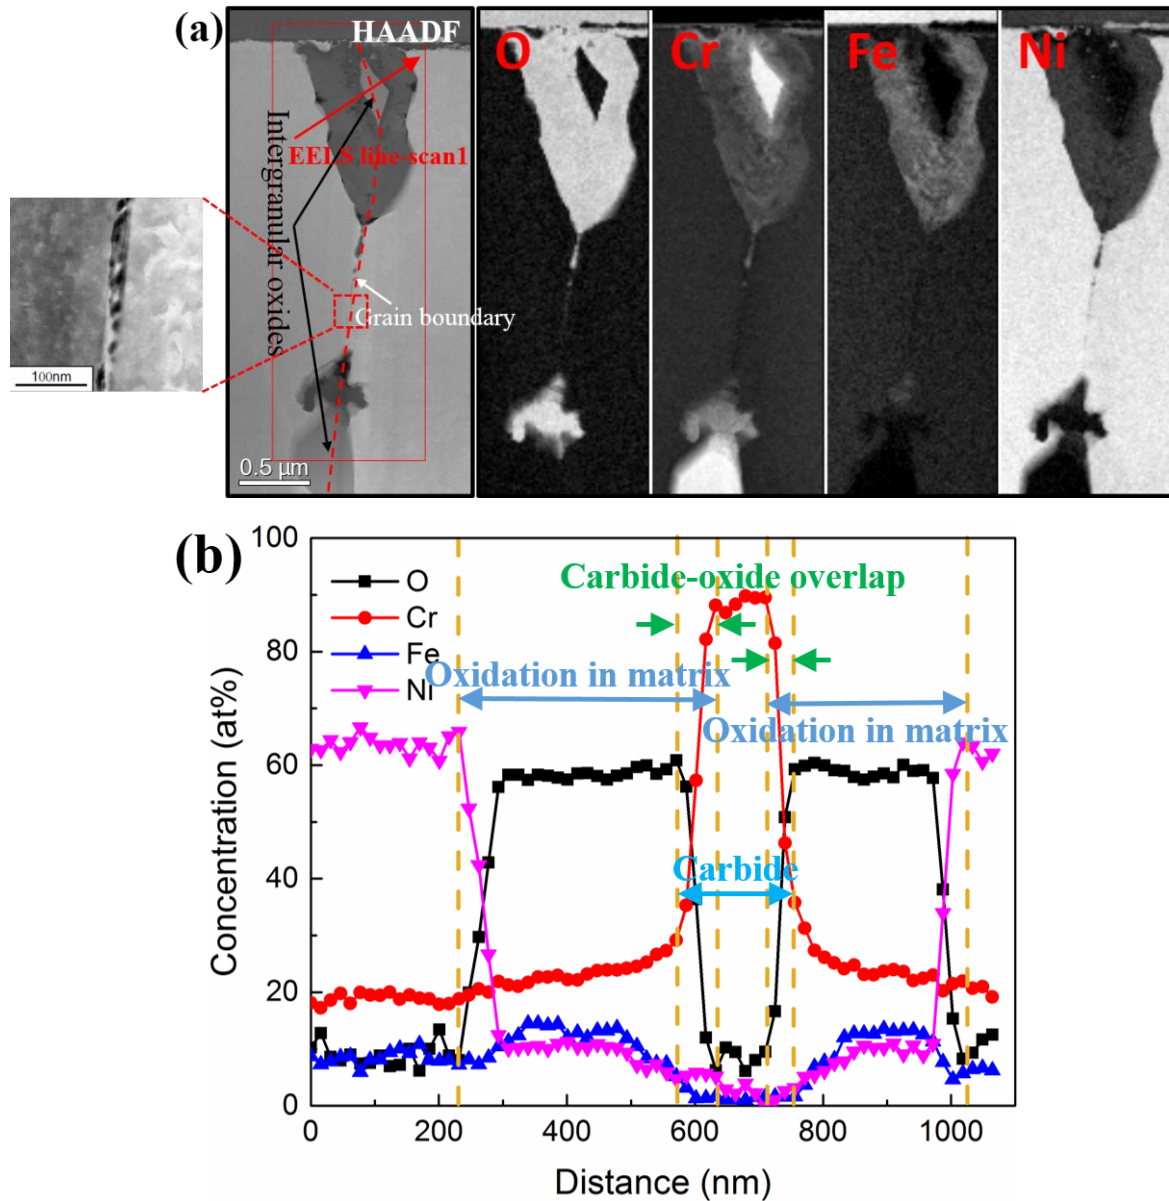 (a)
HAADF
O
Cr
Fe
Ni
Intergranular oxides
EELS line-scan1
Grain boundary
100nm
0.5 µm
(b)
100
80
60
40
20
0
Concentration (at%)
O
Cr
Fe
Ni
Carbide-oxide overlap
Oxidation in matrix
Oxidation in matrix
Carbide
0
200
400
600
800
1000
Distance (nm)